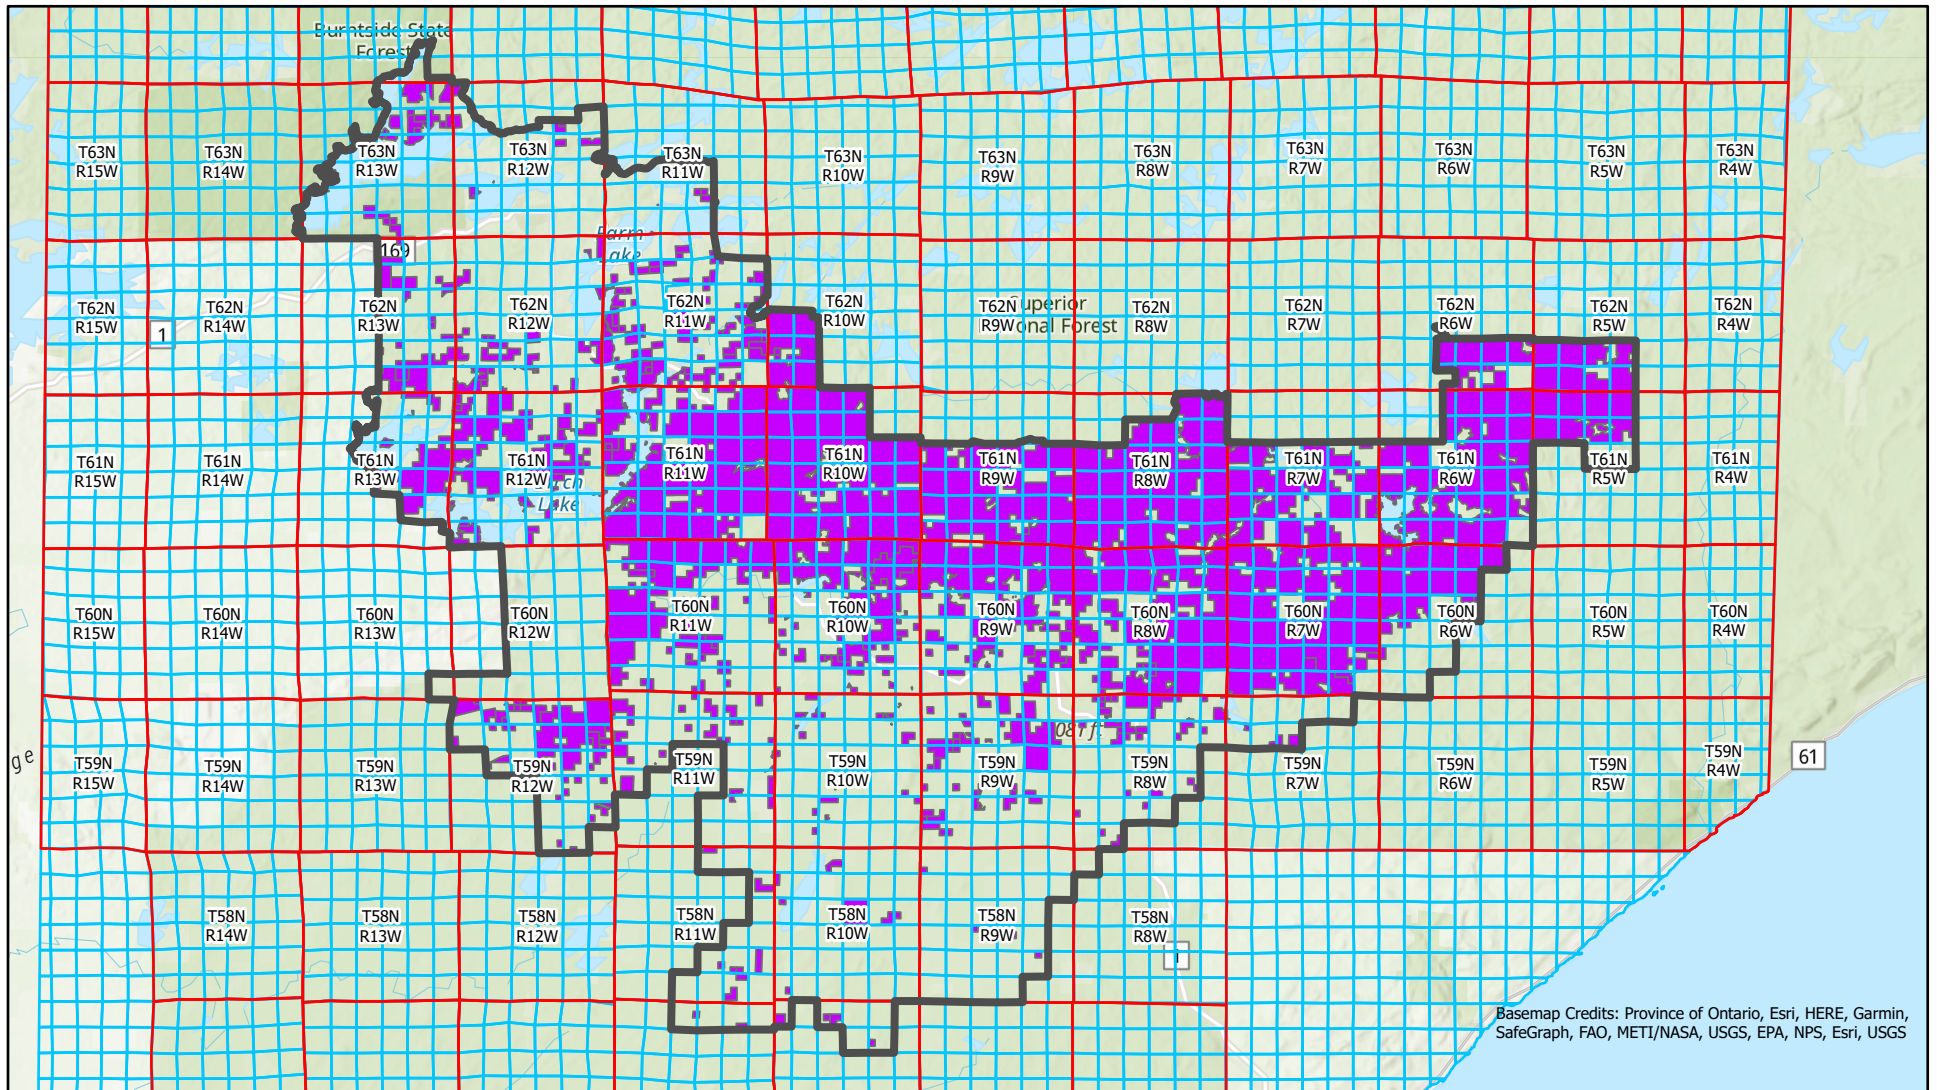 Burntside State
Forest
T63N
R15W
T63N
R14W
T63N
R13W
T63N
R12W
T63N
R11W
T63N
R10W
T63N
R9W
T63N
R8W
T63N
R7W
T63N
R6W
T63N
R5W
T63N
R4W
169
Farm
Lake
T62N
R15W
1
T62N
R14W
T62N
R13W
T62N
R12W
T62N
R11W
T62N
R10W
T62N
R9W
Superior
onal Forest
T62N
R8W
T62N
R7W
T62N
R6W
T62N
R5W
T62N
R4W
T61N
R15W
T61N
R14W
T61N
R13W
T61N
R12W
Lake
T61N
R11W
T61N
R10W
T61N
R9W
T61N
R8W
T61N
R7W
T61N
R6W
T61N
R5W
T61N
R4W
T60N
R15W
T60N
R14W
T60N
R13W
T60N
R12W
T60N
R11W
T60N
R10W
T60N
R9W
T60N
R8W
T60N
R7W
T60N
R6W
T60N
R5W
T60N
R4W
ge
T59N
R15W
T59N
R14W
T59N
R13W
T59N
R12W
T59N
R11W
T59N
R10W
T59N
R9W
T59N
R8W
T59N
R7W
T59N
R6W
T59N
R5W
T59N
R4W
61
T58N
R14W
T58N
R13W
T58N
R12W
T58N
R11W
T58N
R10W
T58N
R9W
T58N
R8W
1
Basemap Credits: Province of Ontario, Esri, HERE, Garmin,
SafeGraph, FAO, METI/NASA, USGS, EPA, NPS, Esri, USGS